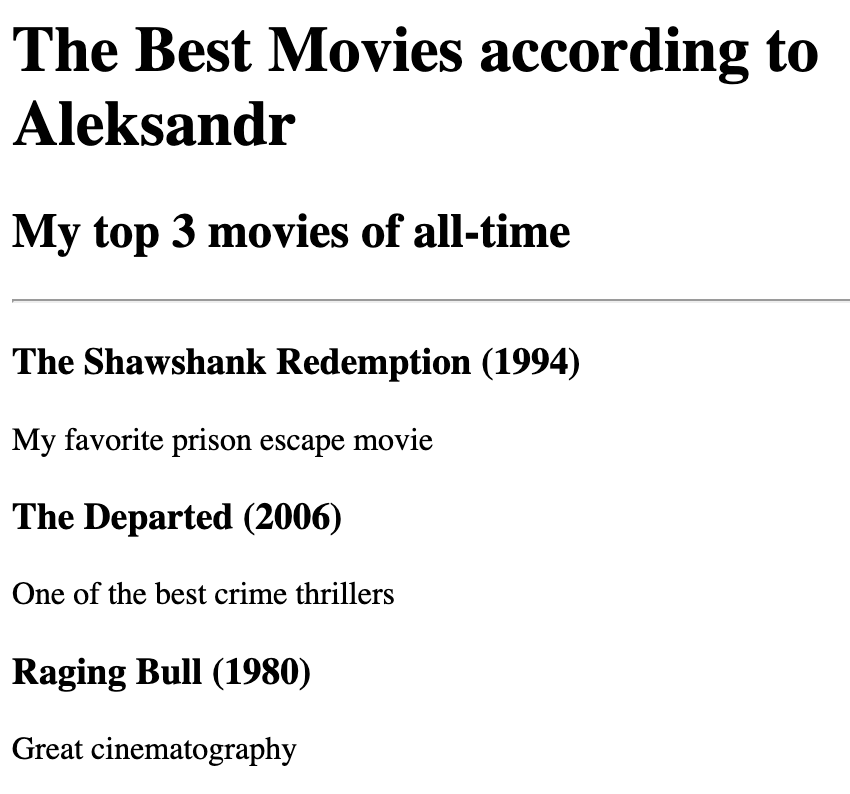 The Best Movies according to
Aleksandr
My top 3 movies of all-time
The Shawshank Redemption (1994)
My favorite prison escape movie
The Departed (2006)
One of the best crime thrillers
Raging Bull (1980)
Great cinematography